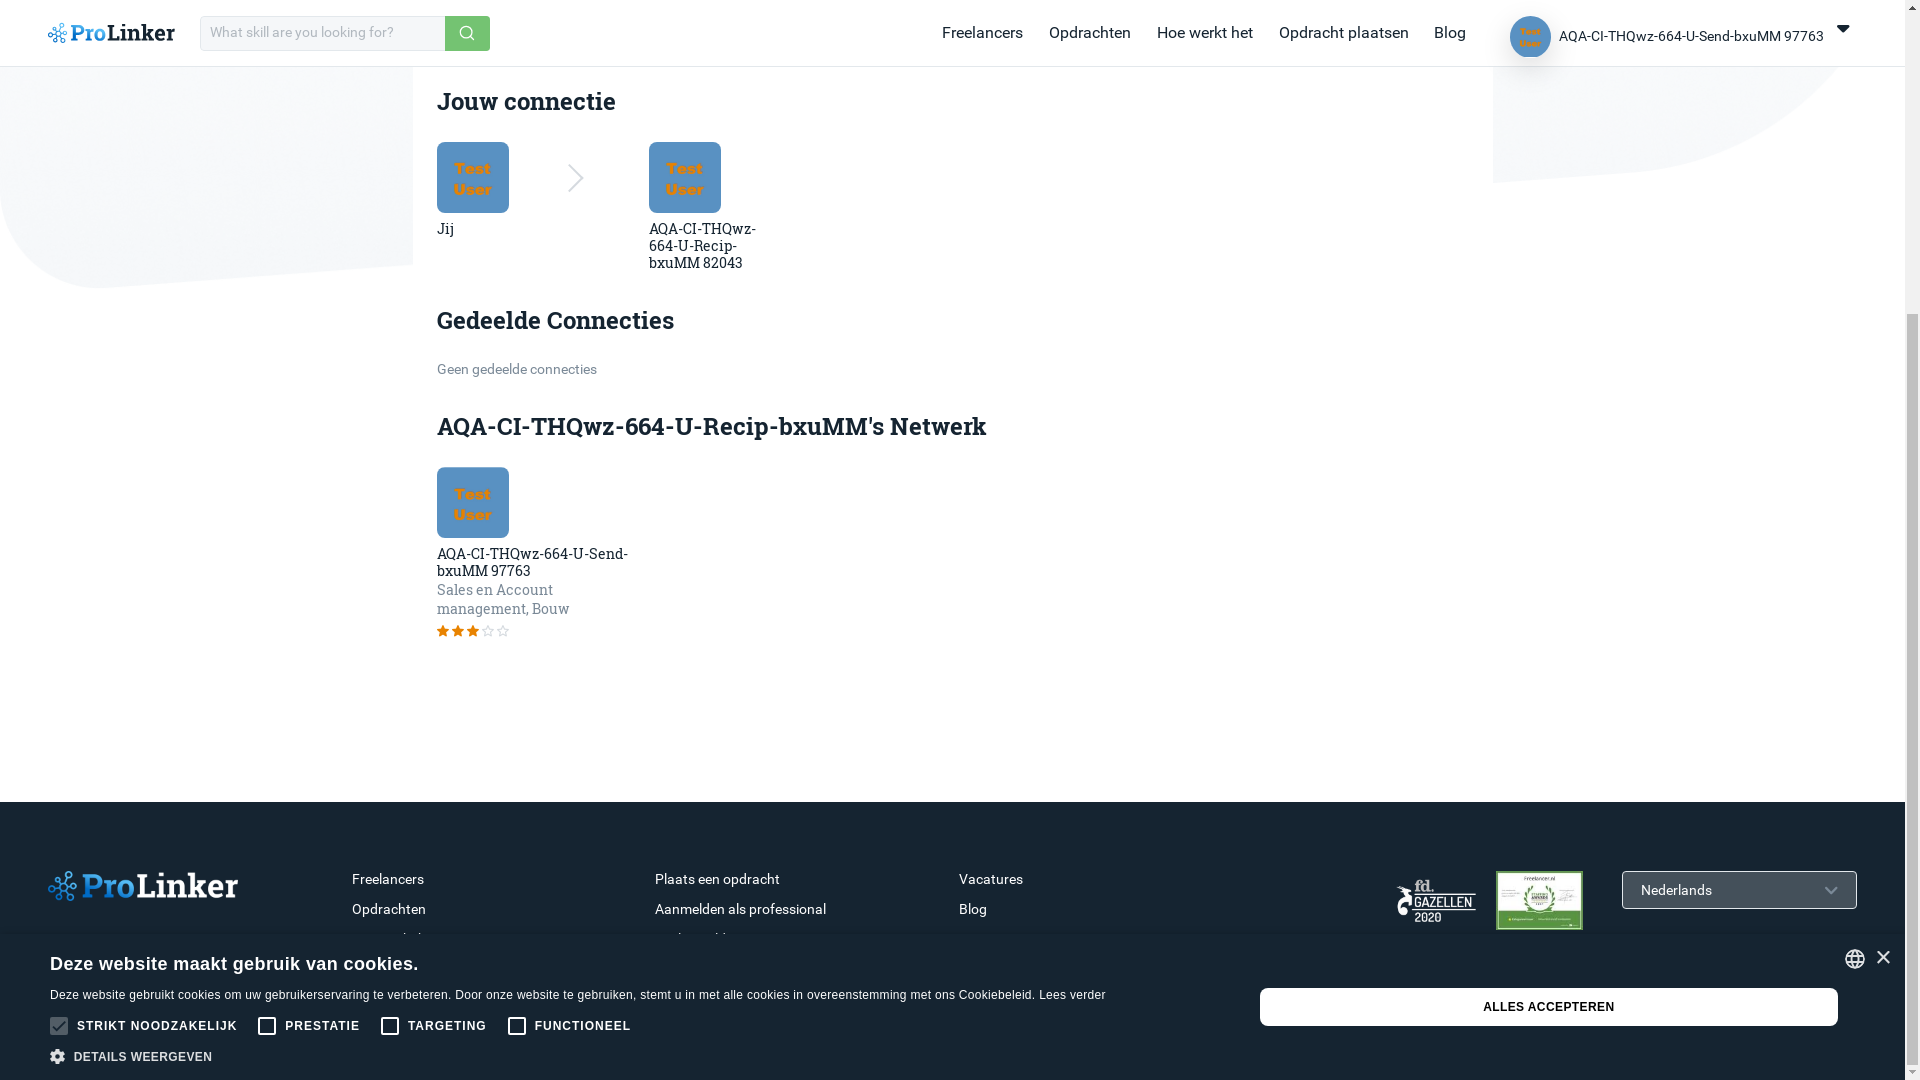 ProLinker
What skill are you looking for?
Freelancers
Opdrachten
Hoe werkt het
Opdracht plaatsen
Blog
Test
User
AQA-CI-THQwz-664-U-Send-bxuMM 97763
Jouw connectie
Test
User
Jij
Test
User
AQA-CI-THQwz-
664-U-Recip-
bxuMM 82043
Gedeelde Connecties
Geen gedeelde connecties
AQA-CI-THQwz-664-U-Recip-bxuMM's Netwerk
Test
User
AQA-CI-THQwz-664-U-Send-
bxuMM 97763
Sales en Account
management, Bouw
ProLinker
Freelancers
Opdrachten
Plaats een opdracht
Aanmelden als professional
Vacatures
Blog
fd.
GAZELLEN
2020
Freelancer.nl
Nederlands
Deze website maakt gebruik van cookies.
Deze website gebruikt cookies om uw gebruikerservaring te verbeteren. Door onze website te gebruiken, stemt u in met alle cookies in overeenstemming met ons Cookiebeleid. Lees verder
STRIKT NOODZAKELIJK
PRESTATIE
TARGETING
FUNCTIONEEL
DETAILS WEERGEVEN
ALLES ACCEPTEREN